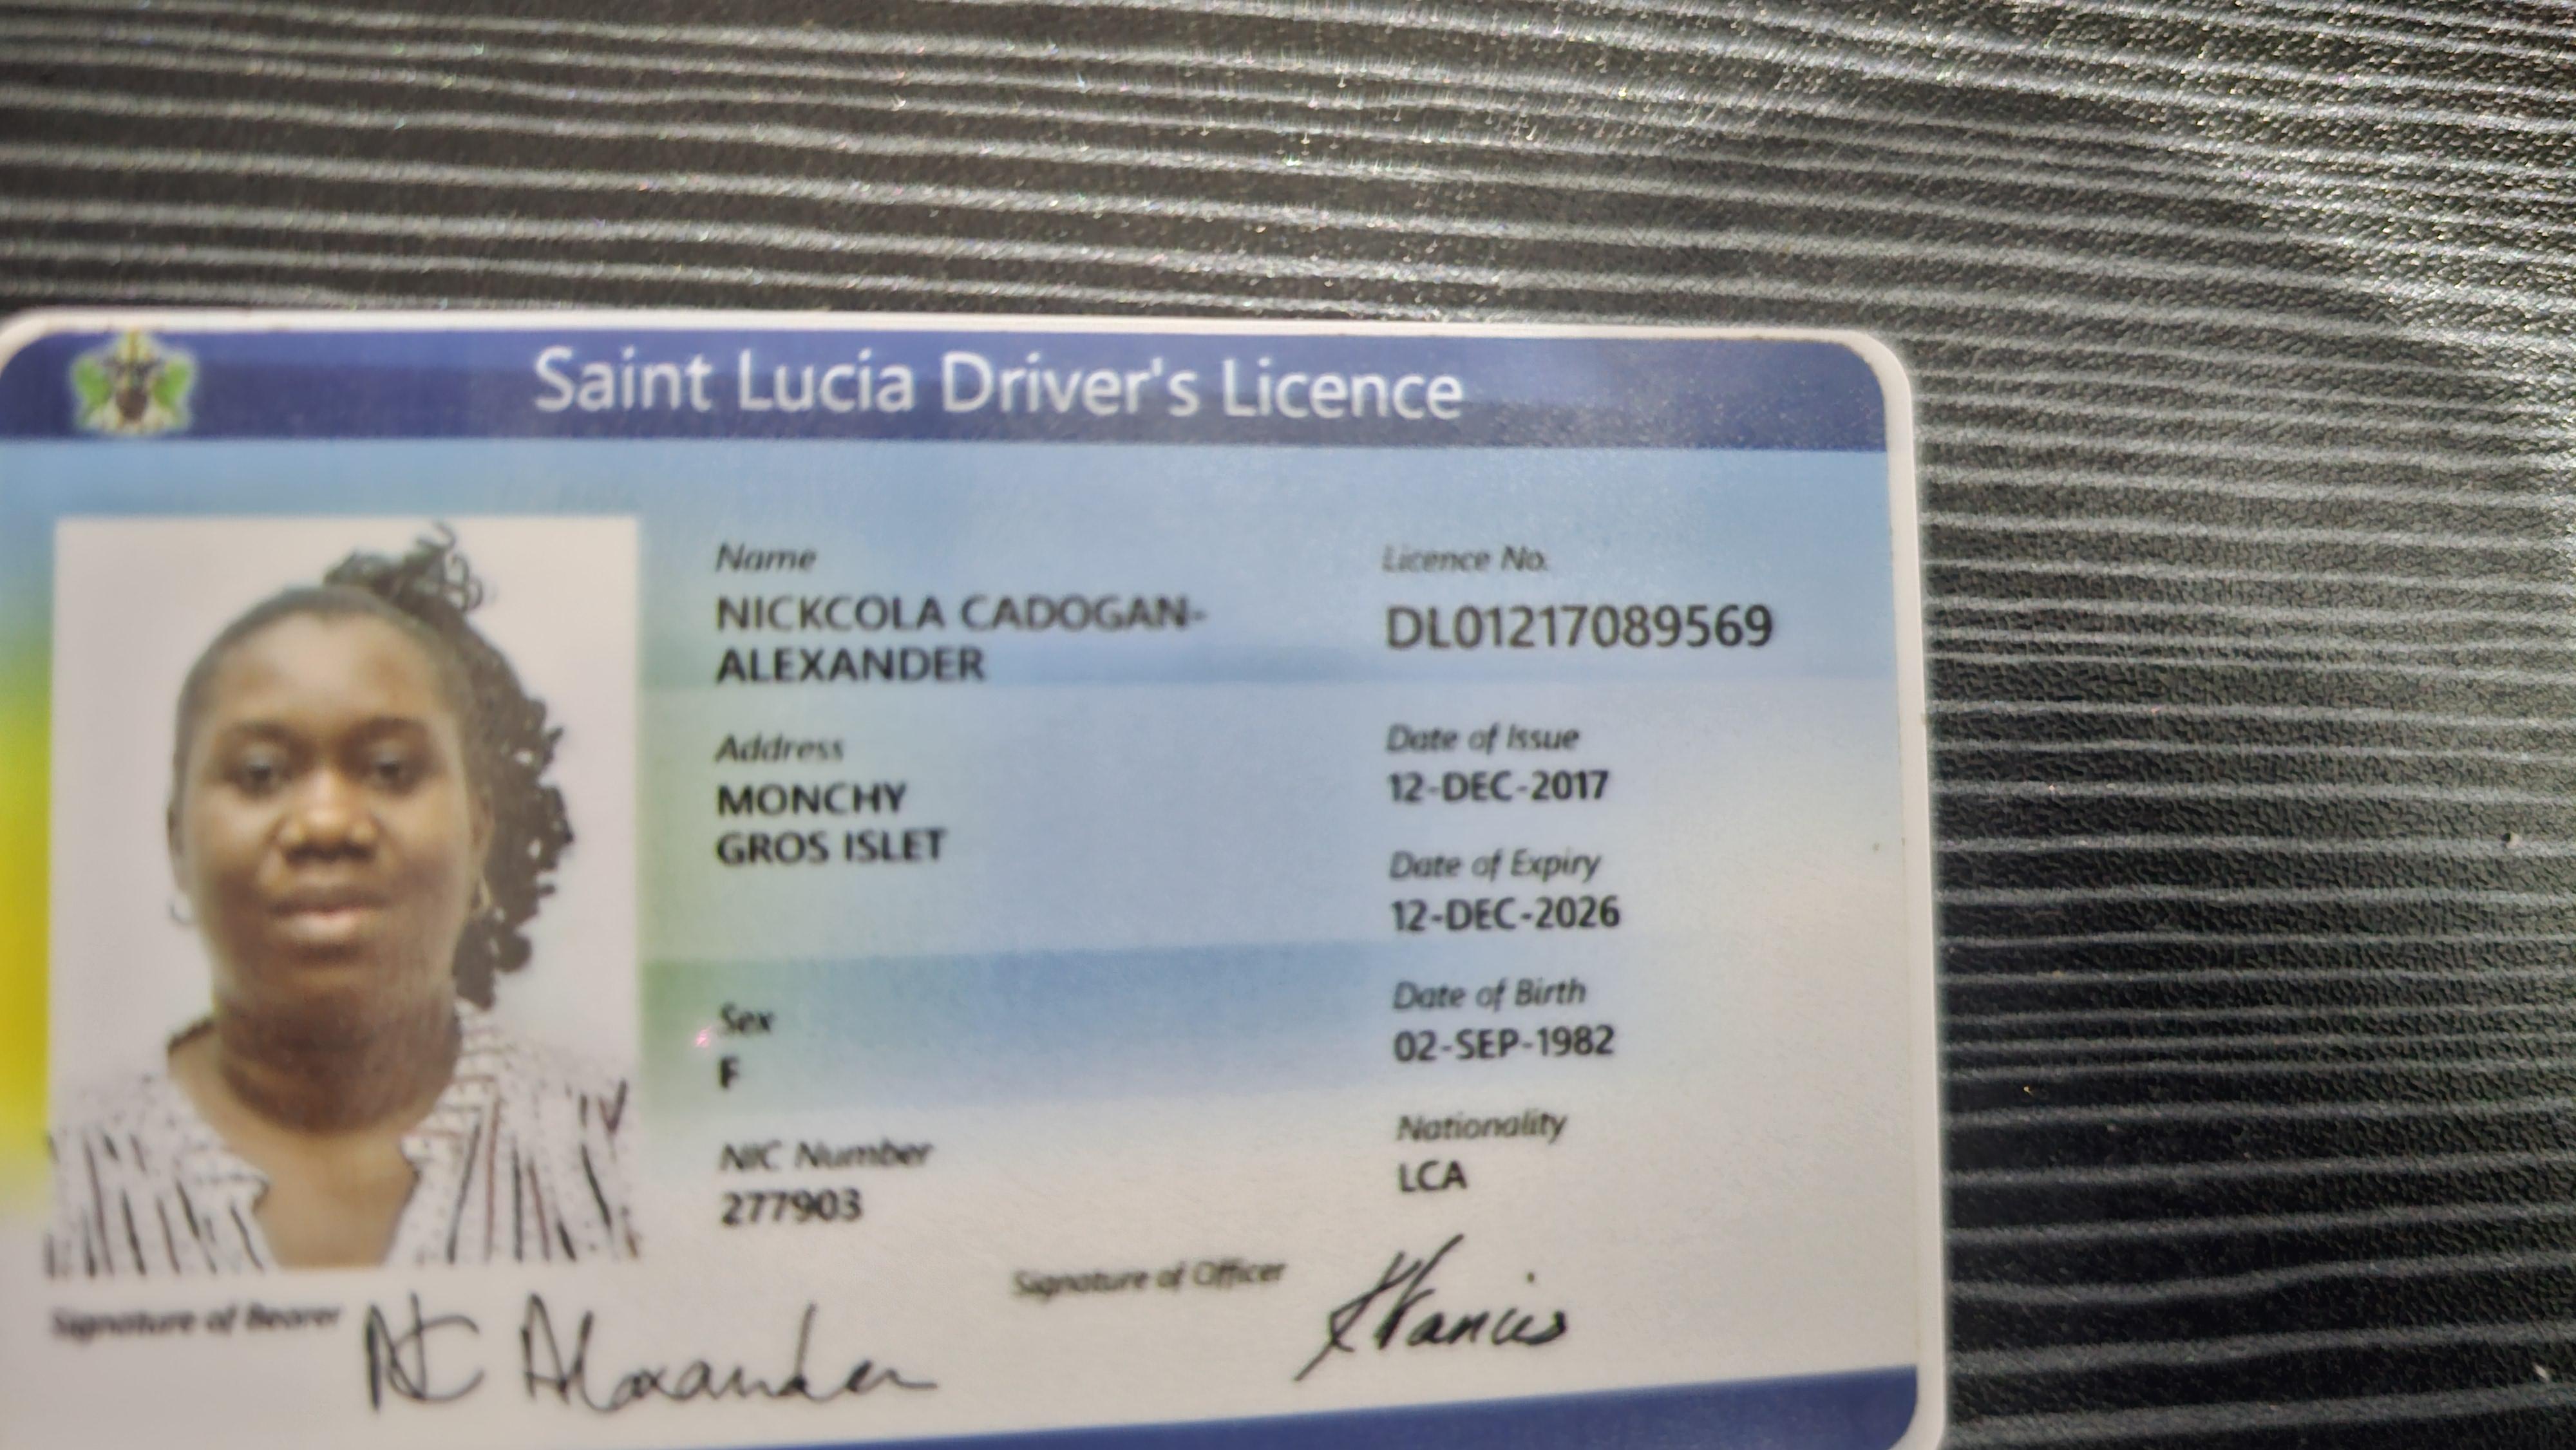 Saint Lucia Driver's Licence
Name
NICKCOLA CADOGAN-
ALEXANDER
Licence No.
DL01217089569
Address
MONCHY
GROS ISLET
Date of Issue
12-DEC-2017
Date of Expiry
12-DEC-2026
Sex
F
Date of Birth
02-SEP-1982
NIC Number
277903
Nationality
LCA
Signature of Bearer
NC Alexander
Signature of Officer